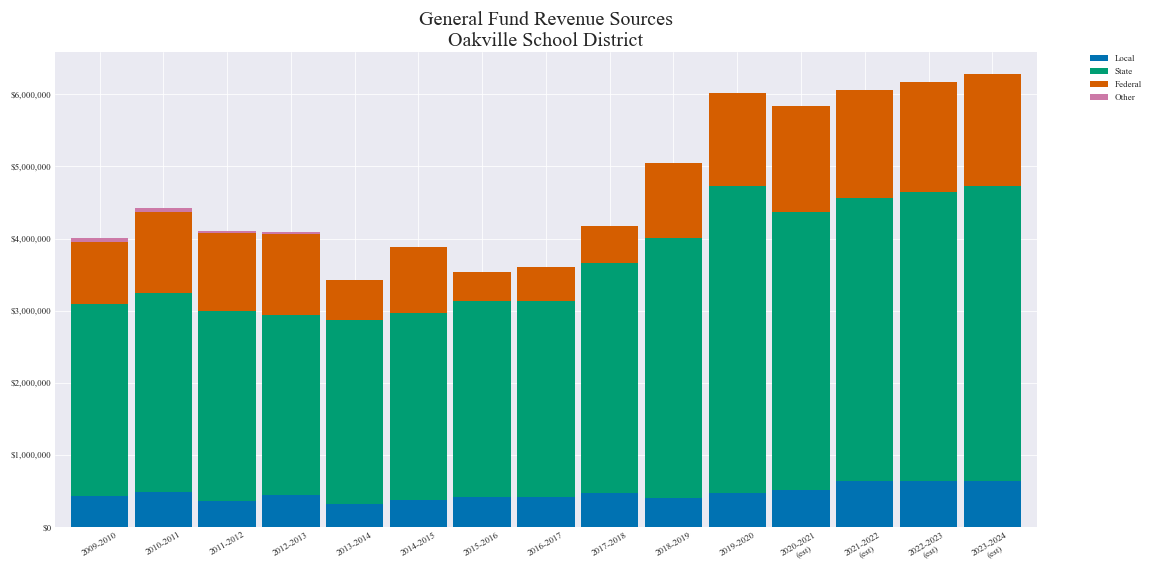 General Fund Revenue Sources
Oakville School District
Local
State
Federal
Other
$6,000,000
$5,000,000
$4,000,000
$3,000,000
$2,000,000
$1,000,000
$0
2009-2010
2010-2011
2011-2012
2012-2013
2013-2014
2014-2015
2015-2016
2016-2017
2017-2018
2018-2019
2019-2020
2020-2021
(est)
2021-2022
(est)
2022-2023
(est)
2023-2024
(est)